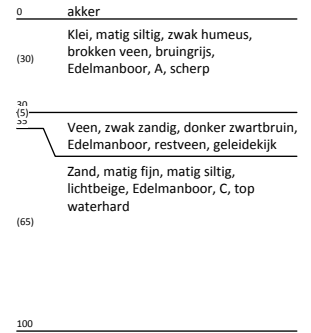 0 akker
Klei, matig siltig, zwak humeus,
brokken veen, bruingrijs,
Edelmanboor, A, scherp
(30)
30
(5)
35
Veen, zwak zandig, donker zwartbruin,
Edelmanboor, restveen, geleidekijk
Zand, matig fijn, matig siltig,
lichtbeige, Edelmanboor, C, top
waterhard
(65)
100